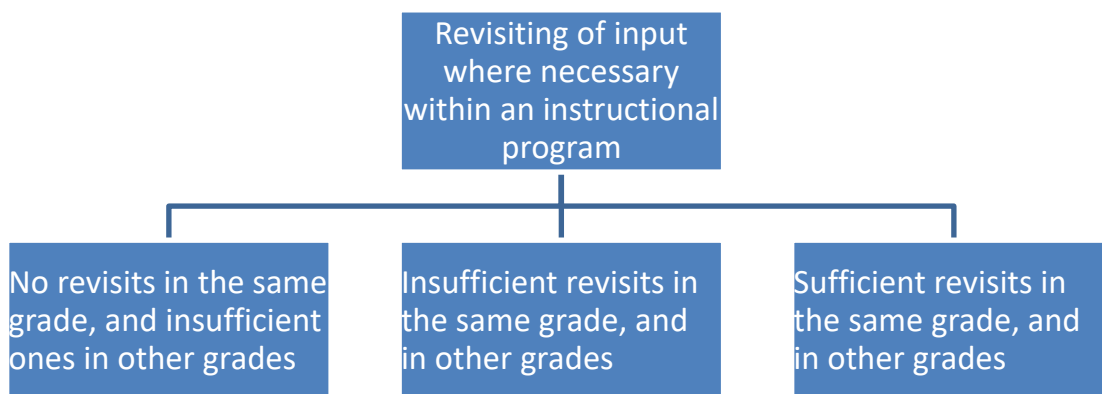 Revisiting of input
where necessary
within an instructional
program
No revisits in the same
grade, and insufficient
ones in other grades
Insufficient revisits in
the same grade, and
in other grades
Sufficient revisits in
the same grade, and
in other grades